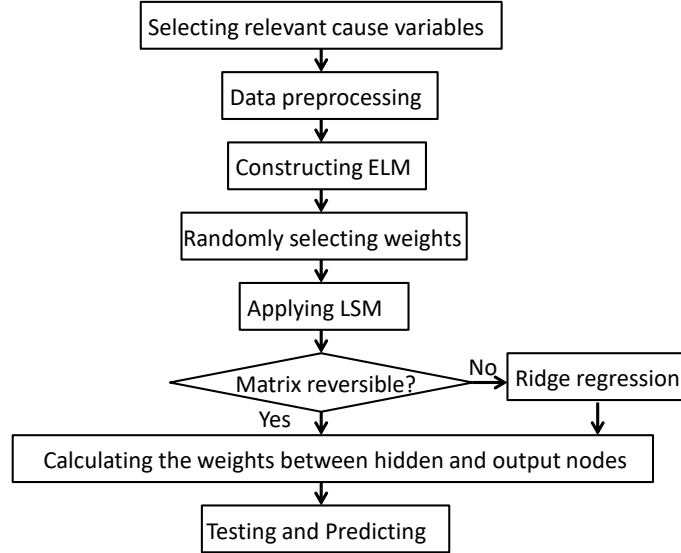 Selecting relevant cause variables
Data preprocessing
Constructing ELM
Randomly selecting weights
Applying LSM
Matrix reversible?
No
Ridge regression
Yes
Calculating the weights between hidden and output nodes
Testing and Predicting